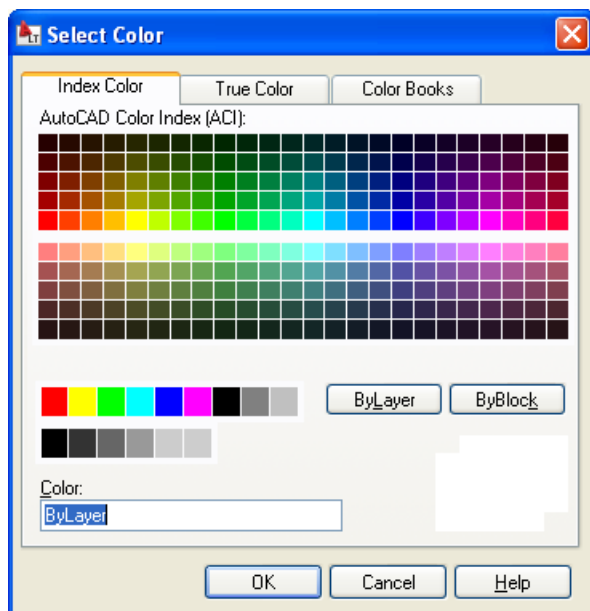 LT Select Color
Index Color True Color Color Books
AutoCAD Color Index (ACI):
ByLayer ByBlock
Color:
ByLayer
OK Cancel Help